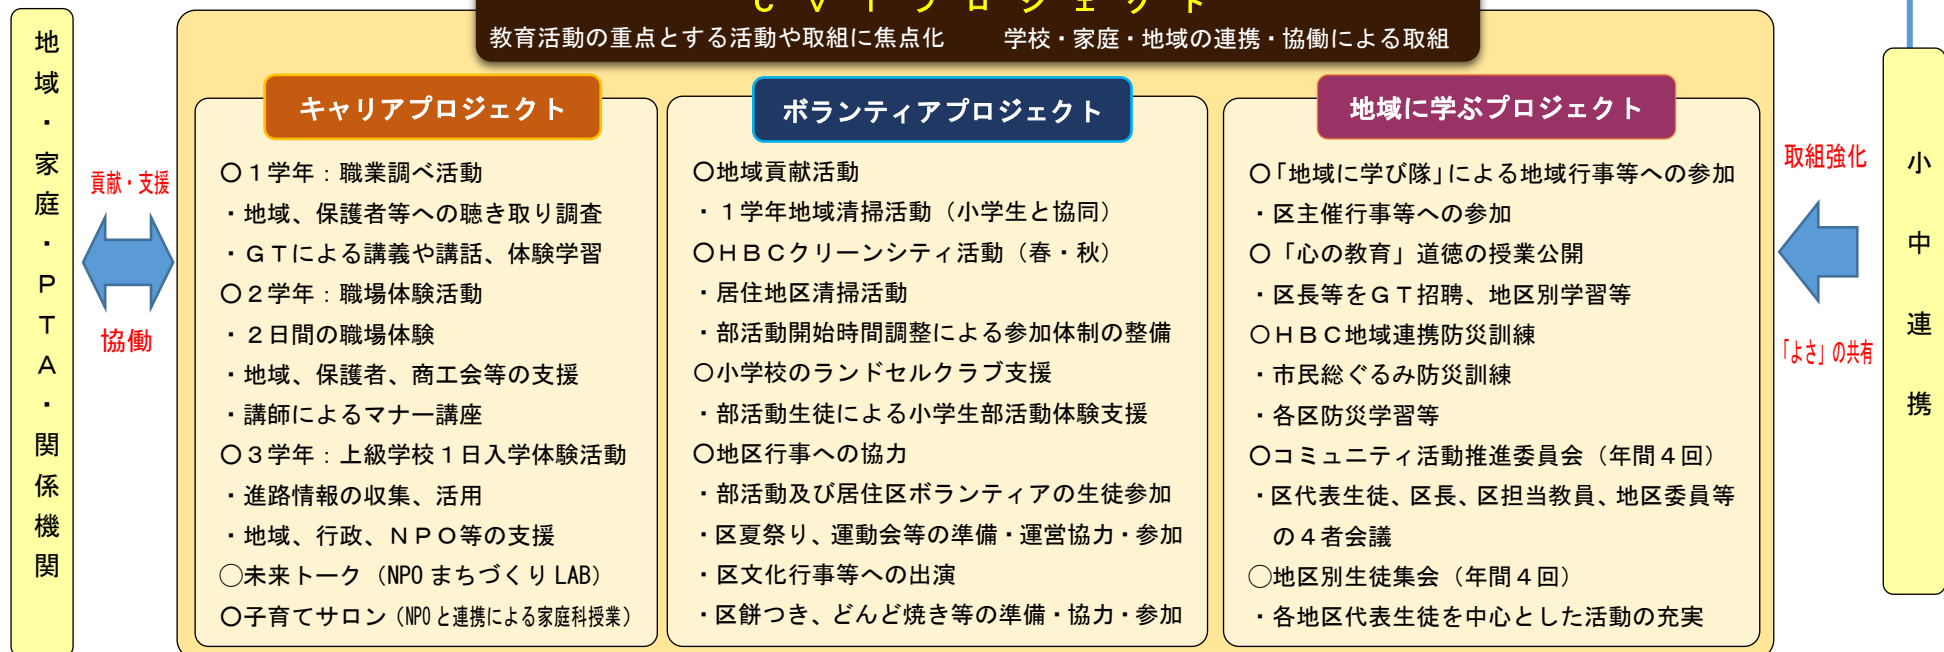 ＣＶＩプロジェクト
教育活動の重点とする活動や取組に焦点化　学校・家庭・地域の連携・協働による取組
地域・家庭・ＰＴＡ・関係機関
貢献・支援
協働
キャリアプロジェクト
〇１学年：職業調べ活動
・地域、保護者等への聴き取り調査
・ＧＴによる講義や講話、体験学習
〇２学年：職場体験活動
・２日間の職場体験
・地域、保護者、商工会等の支援
・講師によるマナー講座
〇３学年：上級学校１日入学体験活動
・進路情報の収集、活用
・地域、行政、ＮＰＯ等の支援
◯未来トーク（NPOまちづくりLAB）
〇子育てサロン（NPOと連携による家庭科授業）
ボランティアプロジェクト
〇地域貢献活動
・１学年地域清掃活動（小学生と協同）
〇ＨＢＣクリーンシティ活動（春・秋）
・居住地区清掃活動
・部活動開始時間調整による参加体制の整備
〇小学校のランドセルクラブ支援
・部活動生徒による小学生部活動体験支援
〇地区行事への協力
・部活動及び居住区ボランティアの生徒参加
・区夏祭り、運動会等の準備・運営協力・参加
・区文化行事等への出演
・区餅つき、どんど焼き等の準備・協力・参加
地域に学ぶプロジェクト
〇「地域に学び隊」による地域行事等への参加
・区主催行事等への参加
〇「心の教育」道徳の授業公開
・区長等をＧＴ招聘、地区別学習等
〇ＨＢＣ地域連携防災訓練
・市民総ぐるみ防災訓練
・各区防災学習等
〇コミュニティ活動推進委員会（年間４回）
・区代表生徒、区長、区担当教員、地区委員等
の４者会議
◯地区別生徒集会（年間４回）
・各地区代表生徒を中心とした活動の充実
取組強化
「よさ」の共有
小中連携